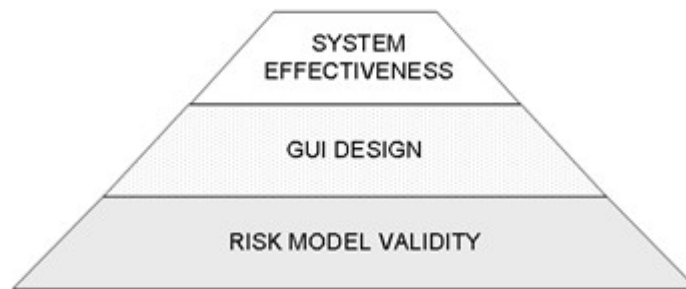 SYSTEM
EFFECTIVENESS
GUI DESIGN
RISK MODEL VALIDITY